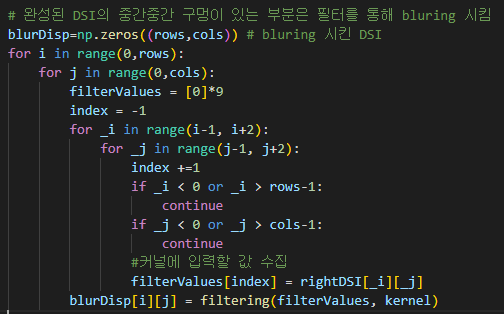 # 완성된 DSI의 중간중간 구멍이 있는 부분은 필터를 통해 bluring 시킴
blurDisp=np.zeros((rows,cols)) # bluring 시킨 DSI
for i in range(0,rows):
    for j in range(0,cols):
        filterValues = [0]*9
        index = -1
        for _i in range(i-1, i+2):
            for _j in range(j-1, j+2):
                index +=1
                if _i < 0 or _i > rows-1:
                    continue
                if _j < 0 or _j > cols-1:
                    continue
                #커널에 입력할 값 수집
                filterValues[index] = rightDSI[_i][_j]
        blurDisp[i][j] = filtering(filterValues, kernel)